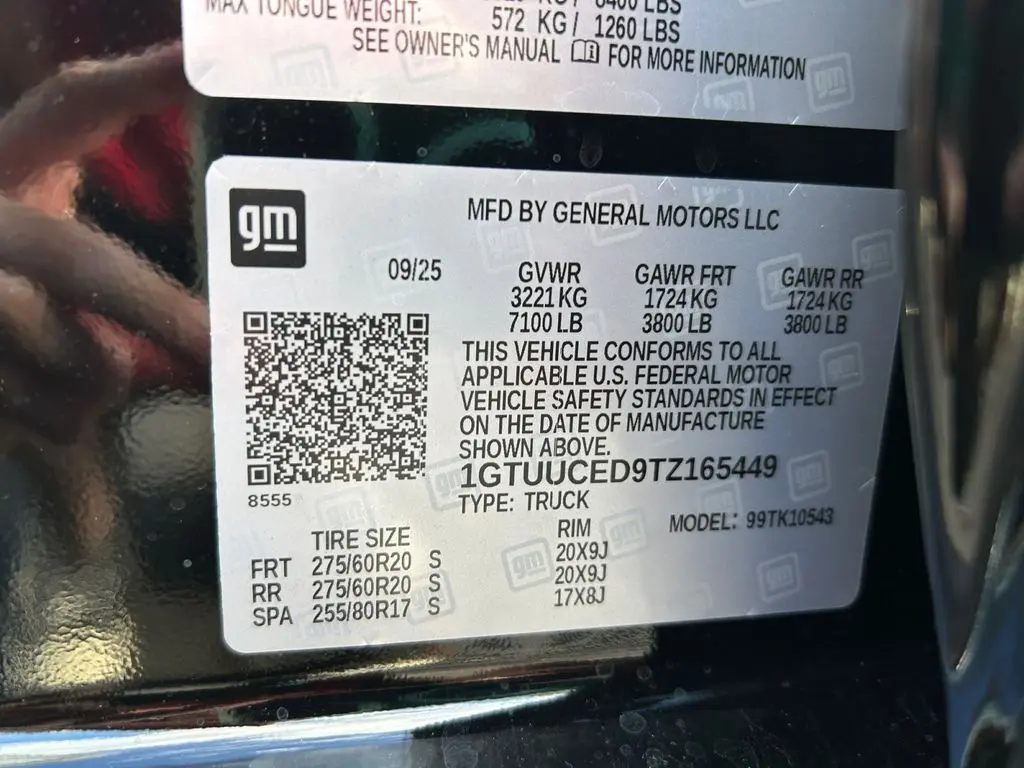 MAX TONGUE WEIGHT: 572 KG / 1260 LBS
SEE OWNER'S MANUAL FOR MORE INFORMATION
gm
MFD BY GENERAL MOTORS LLC
09/25 GVWR GAWR FRT GAWR RR
3221 KG 1724 KG 1724 KG
7100 LB 3800 LB 3800 LB
THIS VEHICLE CONFORMS TO ALL
APPLICABLE U.S. FEDERAL MOTOR
VEHICLE SAFETY STANDARDS IN EFFECT
ON THE DATE OF MANUFACTURE
SHOWN ABOVE.
1GTUUCED9TZ165449
8555
TYPE: TRUCK
MODEL: 99TK10543
TIRE SIZE RIM
FRT 275/60R20 S 20X9J
RR 275/60R20 S 20X9J
SPA 255/80R17 S 17X8J